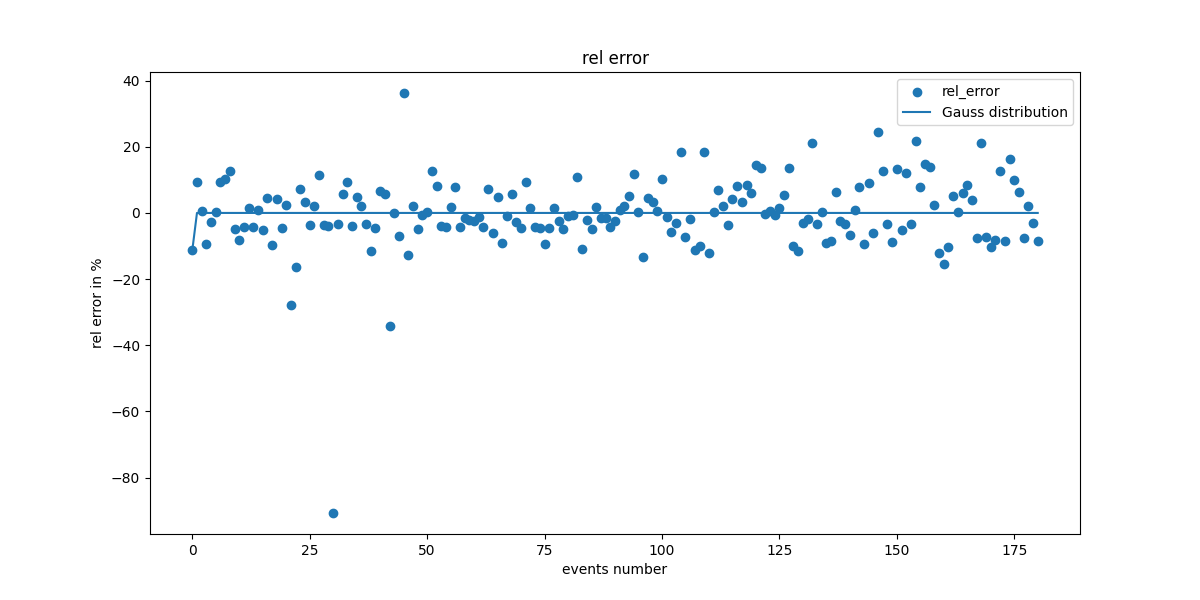 rel error
rel_error
Gauss distribution
40
20
0
−20
−40
−60
−80
rel error in %
0 25 50 75 100 125 150 175
events number